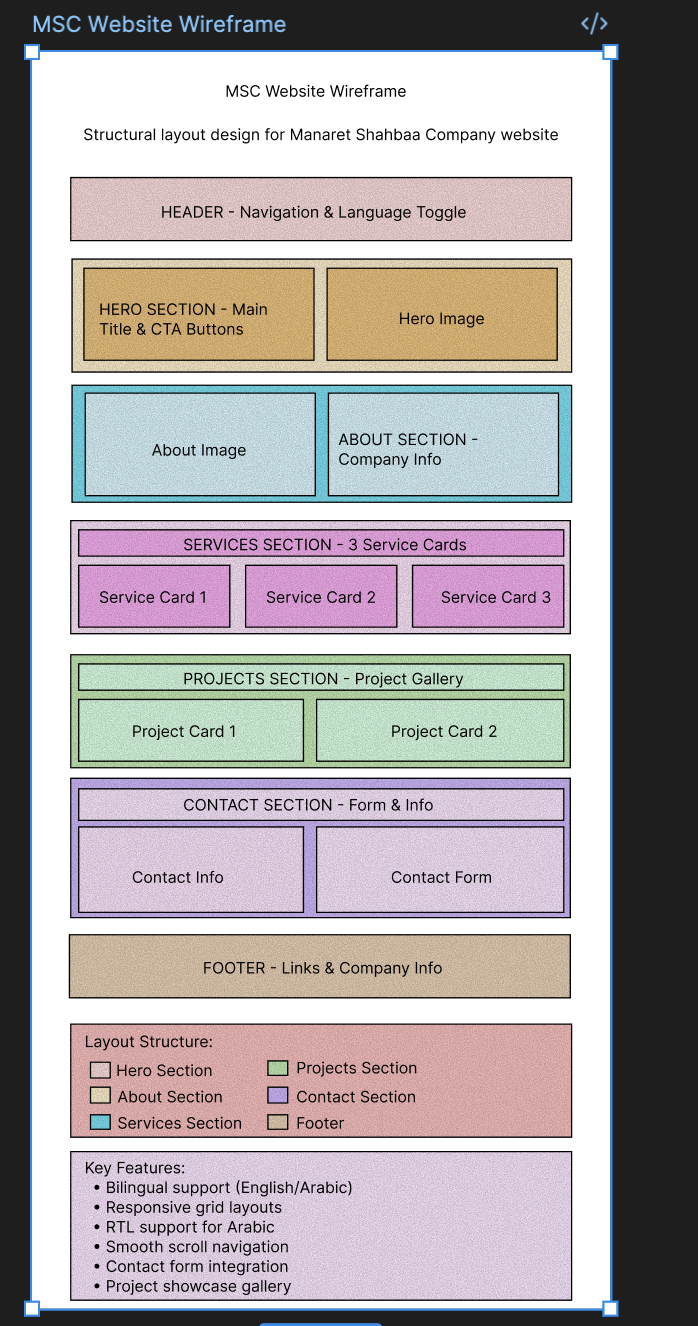 MSC Website Wireframe
</>
MSC Website Wireframe
Structural layout design for Manaret Shahbaa Company website
HEADER - Navigation & Language Toggle
HERO SECTION - Main
Title & CTA Buttons
Hero Image
About Image
ABOUT SECTION -
Company Info
SERVICES SECTION - 3 Service Cards
Service Card 1
Service Card 2
Service Card 3
PROJECTS SECTION - Project Gallery
Project Card 1
Project Card 2
CONTACT SECTION - Form & Info
Contact Info
Contact Form
FOOTER - Links & Company Info
Layout Structure:
Hero Section
About Section
Services Section
Projects Section
Contact Section
Footer
Key Features:
• Bilingual support (English/Arabic)
• Responsive grid layouts
• RTL support for Arabic
• Smooth scroll navigation
• Contact form integration
• Project showcase gallery